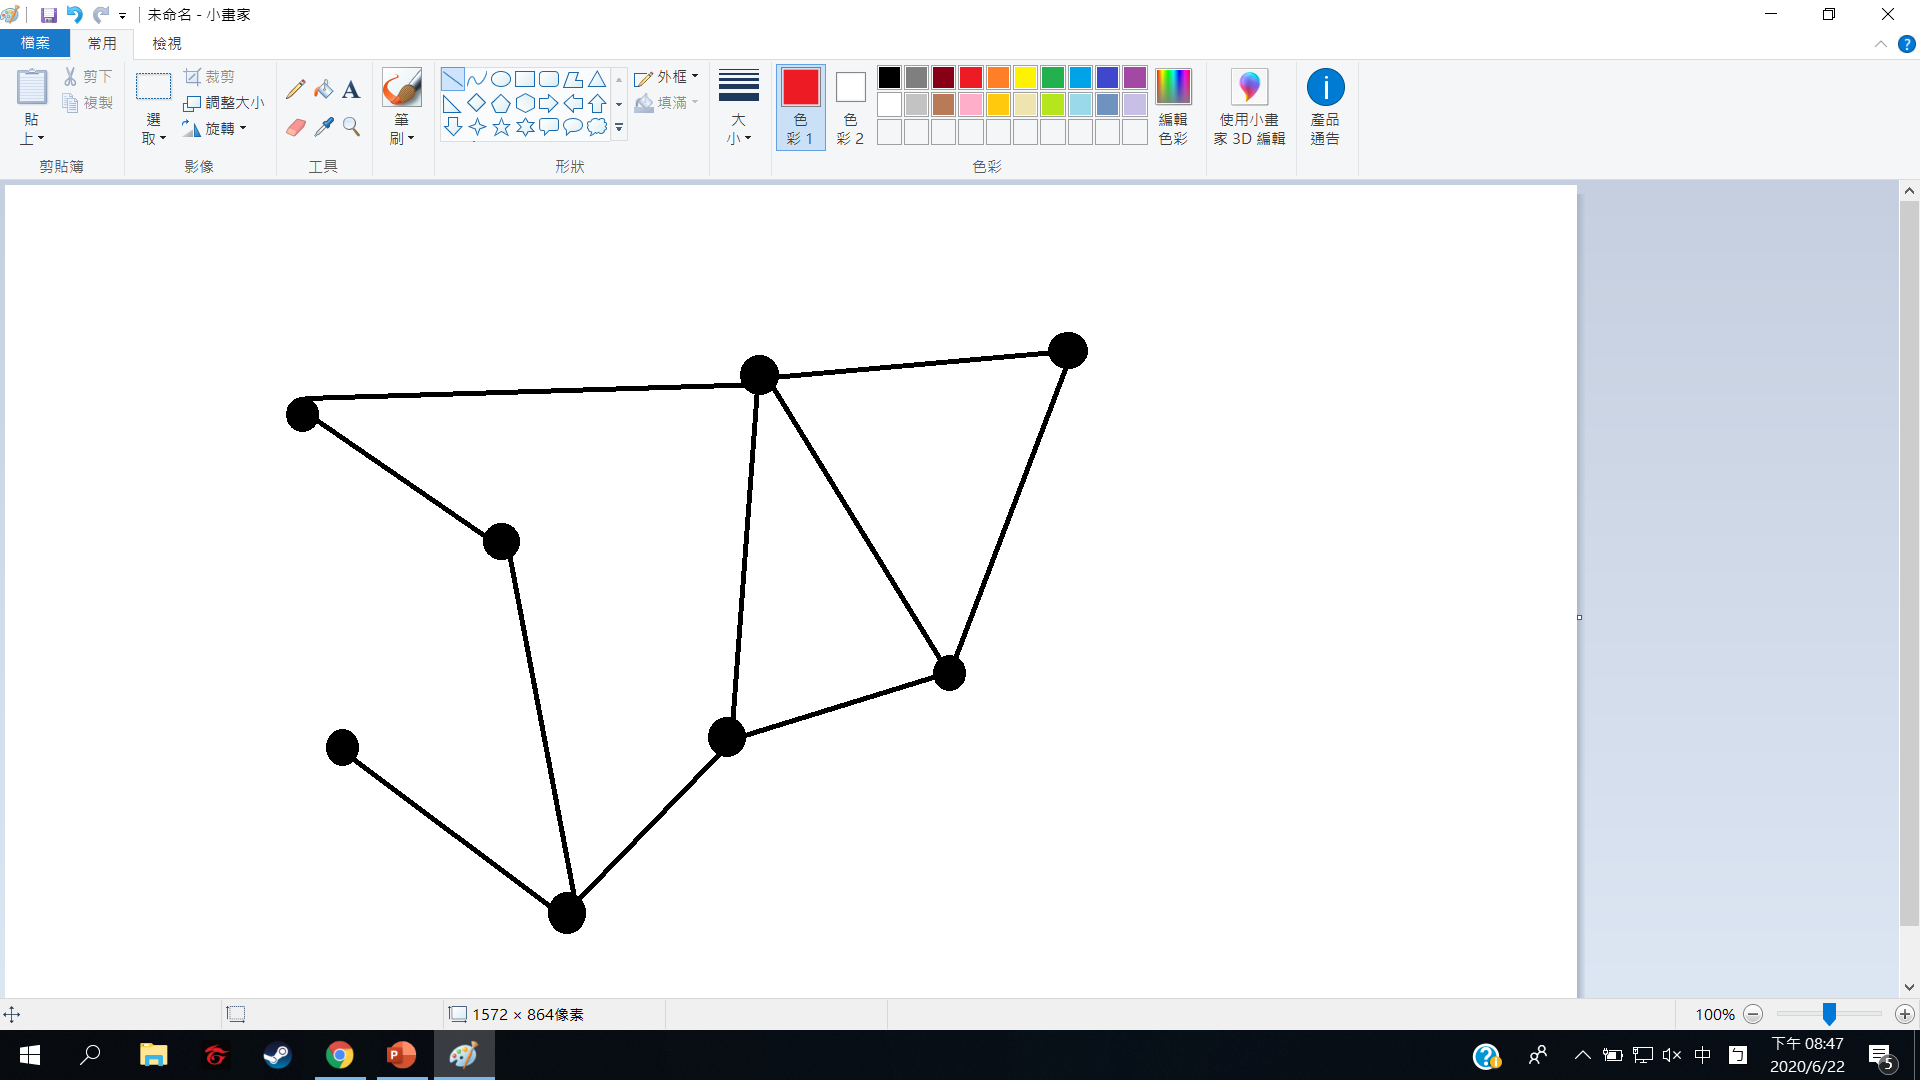 未命名 - 小畫家
檔案
常用
檢視
貼
上
剪下
複製
剪貼簿
選
取
裁剪
調整大小
旋轉
影像
A
工具
筆
刷
外框
填滿
形狀
大
小
色
彩 1
色
彩 2
編輯
色彩
色彩
使用小畫
家 3D 編輯
產品
通告
1572 × 864像素
100%
中
ㄅ
下午 08:47
2020/6/22
5